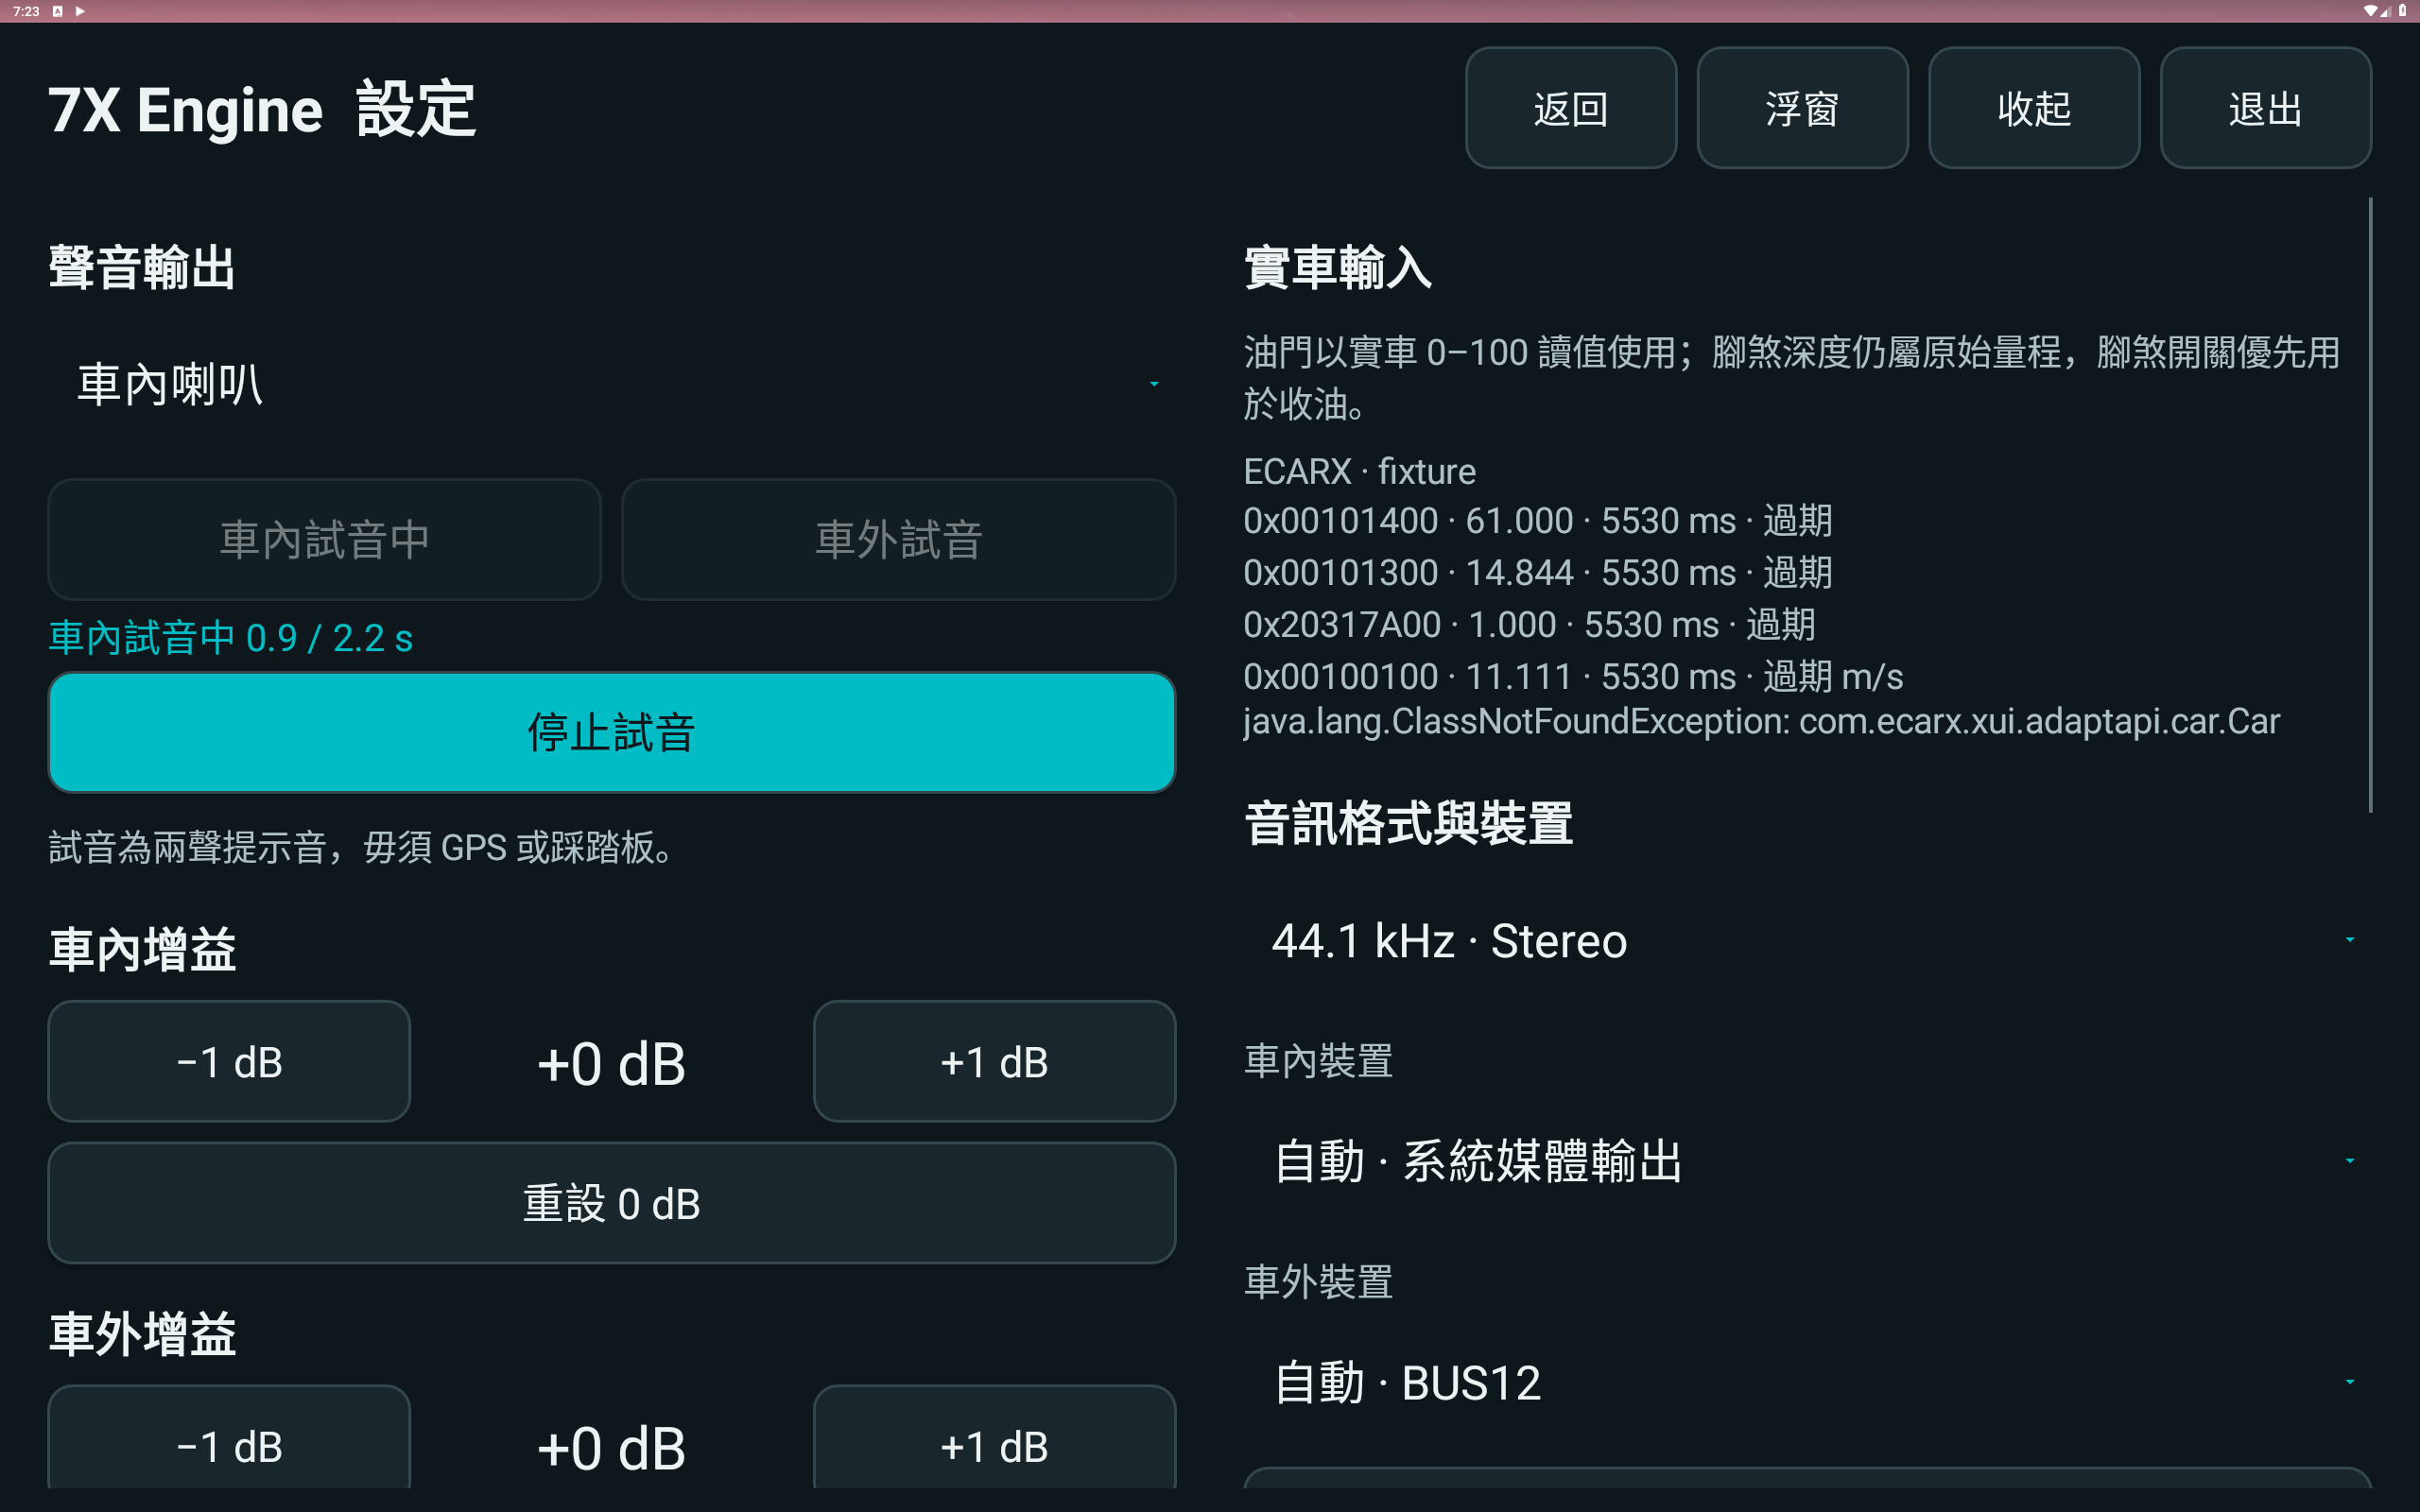 7:23
7X Engine 設定
返回
浮窗
收起
退出
聲音輸出
車內喇叭
車內試音中
車外試音
車內試音中 0.9 / 2.2 s
停止試音
試音為兩聲提示音，毋須 GPS 或踩踏板。
車內增益
−1 dB
+0 dB
+1 dB
重設 0 dB
車外增益
−1 dB
+0 dB
+1 dB
實車輸入
油門以實車 0–100 讀值使用；腳煞深度仍屬原始量程，腳煞開關優先用
於收油。
ECARX · fixture
0x00101400 · 61.000 · 5530 ms · 過期
0x00101300 · 14.844 · 5530 ms · 過期
0x20317A00 · 1.000 · 5530 ms · 過期
0x00100100 · 11.111 · 5530 ms · 過期 m/s
java.lang.ClassNotFoundException: com.ecarx.xui.adaptapi.car.Car
音訊格式與裝置
44.1 kHz · Stereo
車內裝置
自動 · 系統媒體輸出
車外裝置
自動 · BUS12